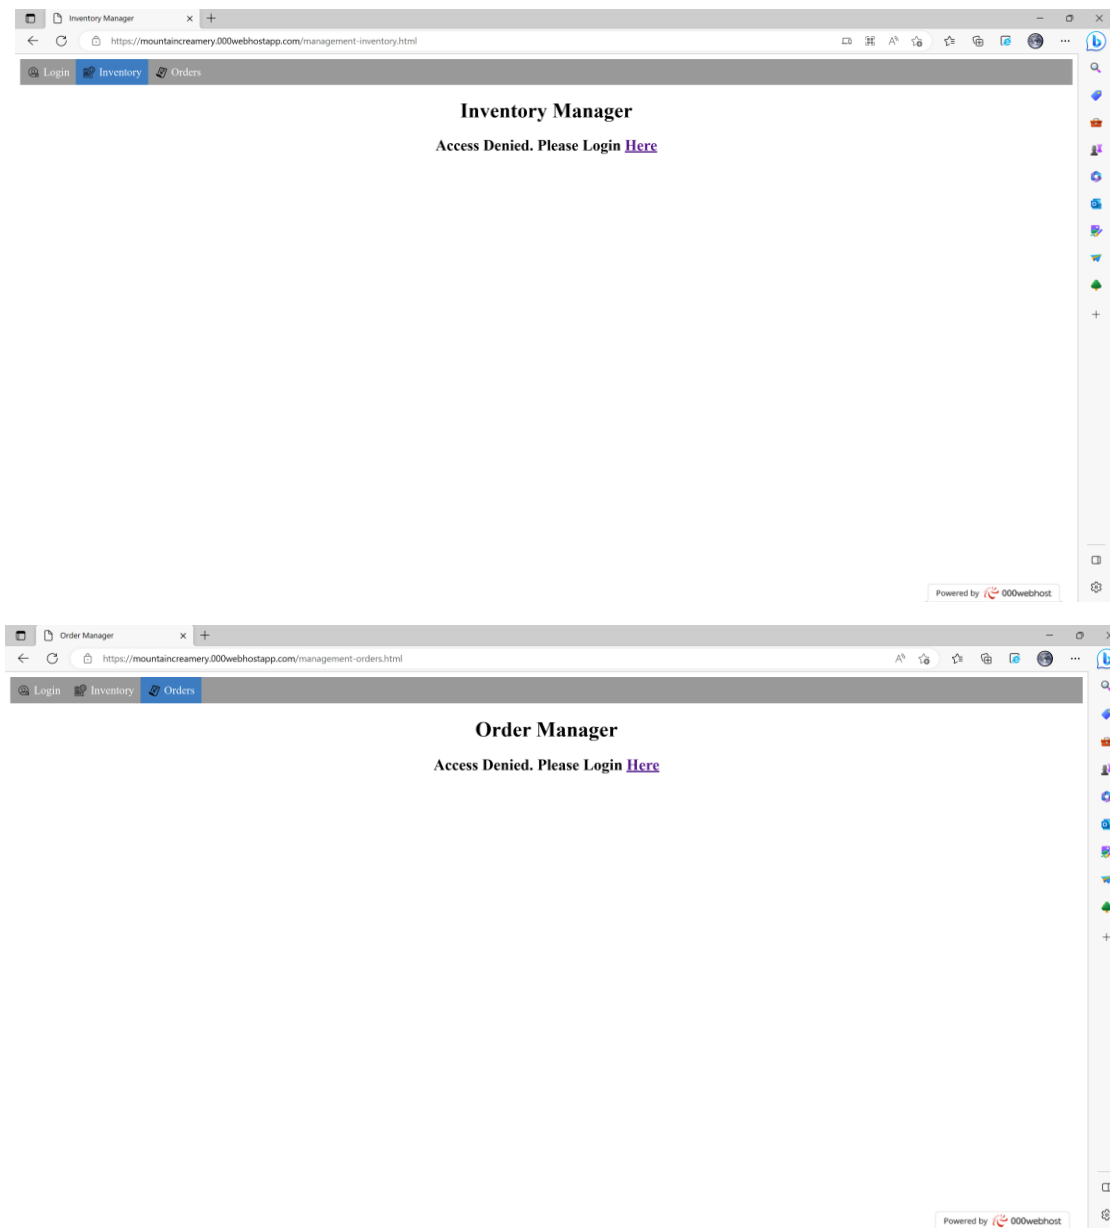 Inventory Manager
https://mountaincreamery.000webhostapp.com/management-inventory.html
Login Inventory Orders
Inventory Manager
Access Denied. Please Login Here
Powered by 000webhost
Order Manager
https://mountaincreamery.000webhostapp.com/management-orders.html
Login Inventory Orders
Order Manager
Access Denied. Please Login Here
Powered by 000webhost